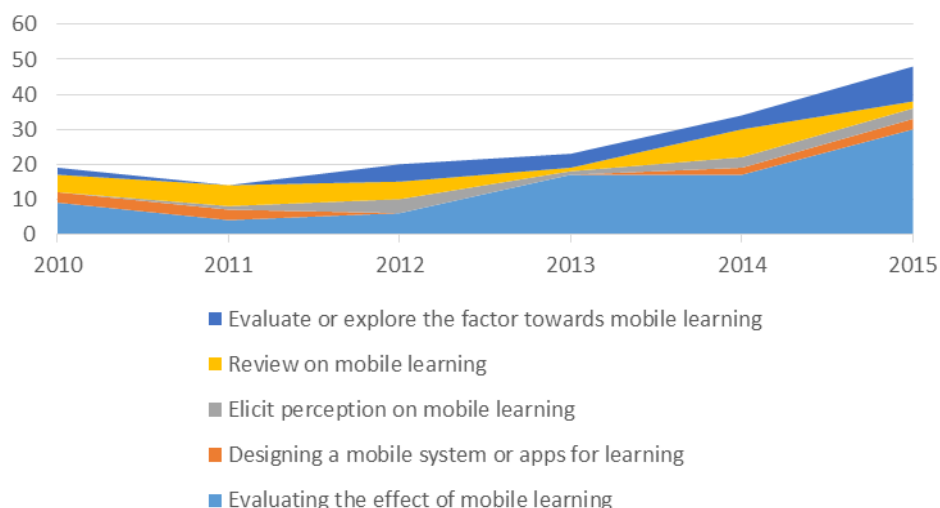 60
50
40
30
20
10
0
2010 2011 2012 2013 2014 2015
Evaluate or explore the factor towards mobile learning
Review on mobile learning
Elicit perception on mobile learning
Designing a mobile system or apps for learning
Evaluating the effect of mobile learning